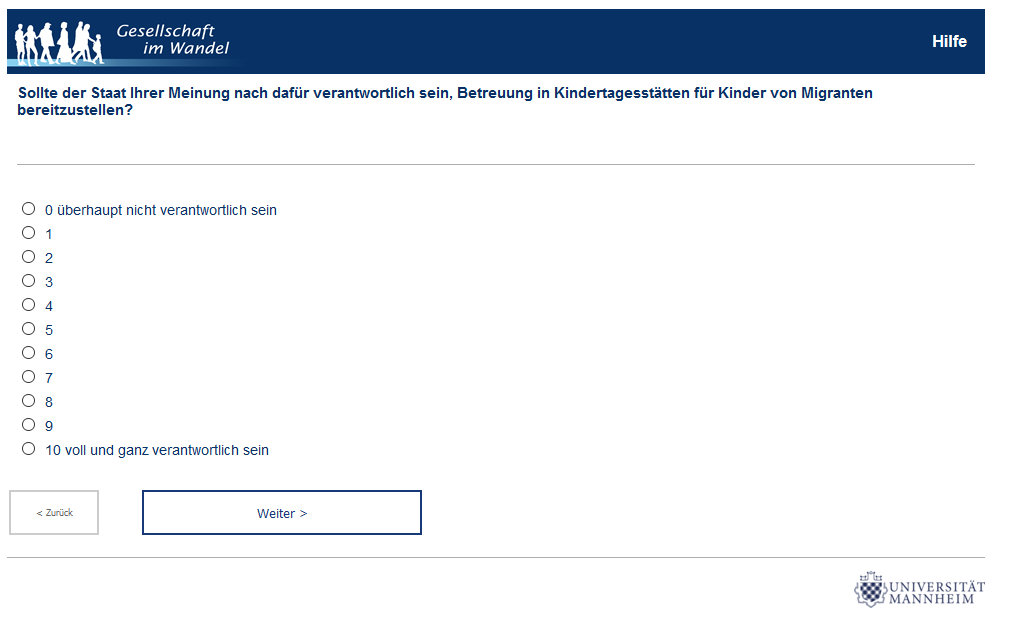 Gesellschaft
im Wandel
Hilfe
Sollte der Staat Ihrer Meinung nach dafür verantwortlich sein, Betreuung in Kindertagesstätten für Kinder von Migranten
bereitzustellen?
0 überhaupt nicht verantwortlich sein
1
2
3
4
5
6
7
8
9
10 voll und ganz verantwortlich sein
< Zurück
Weiter >
UNIVERSITÄT
MANNHEIM